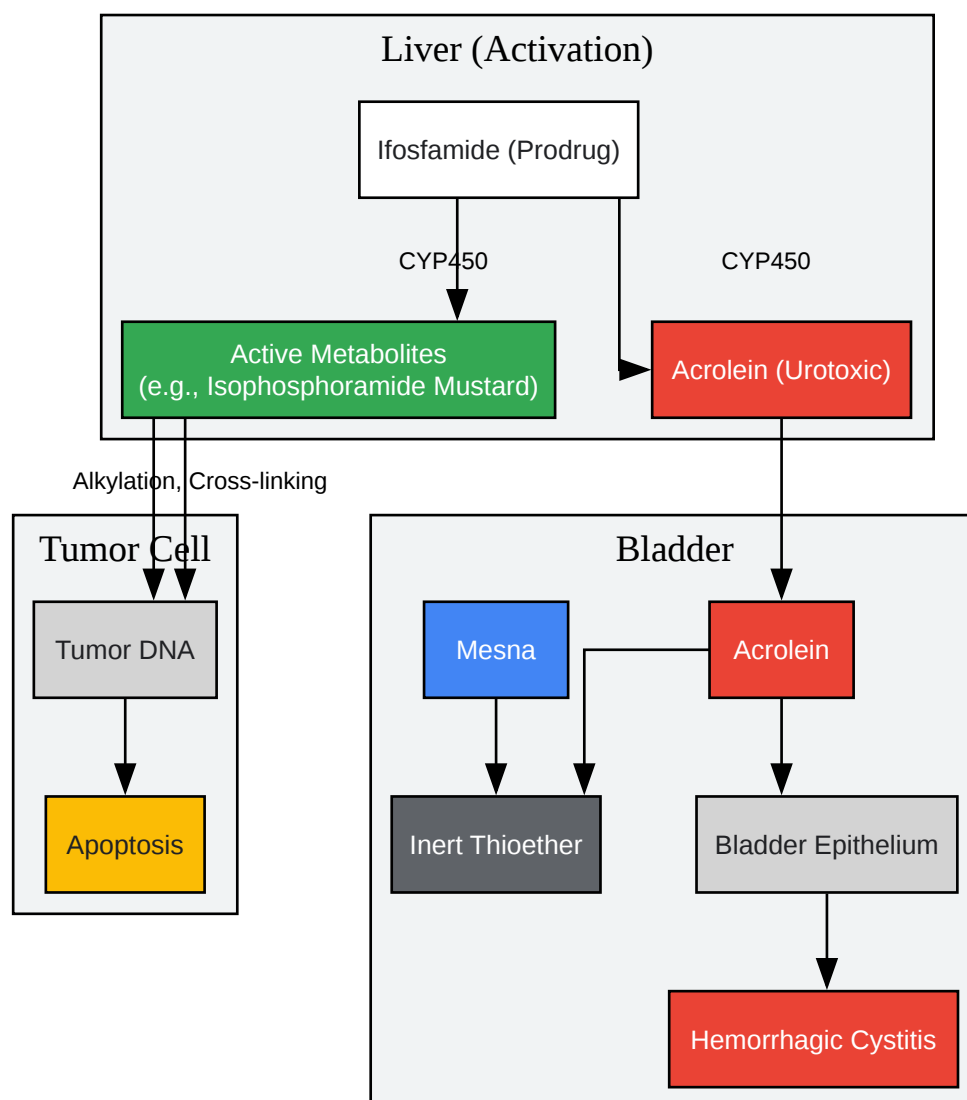 Liver (Activation)
Ifosfamide (Prodrug)
CYP450
CYP450
Active Metabolites
(e.g., Isophosphoramide Mustard)
Acrolein (Urotoxic)
Alkylation, Cross-linking
Tumor Cell
Bladder
Tumor DNA
Mesna
Acrolein
Apoptosis
Inert Thioether
Bladder Epithelium
Hemorrhagic Cystitis